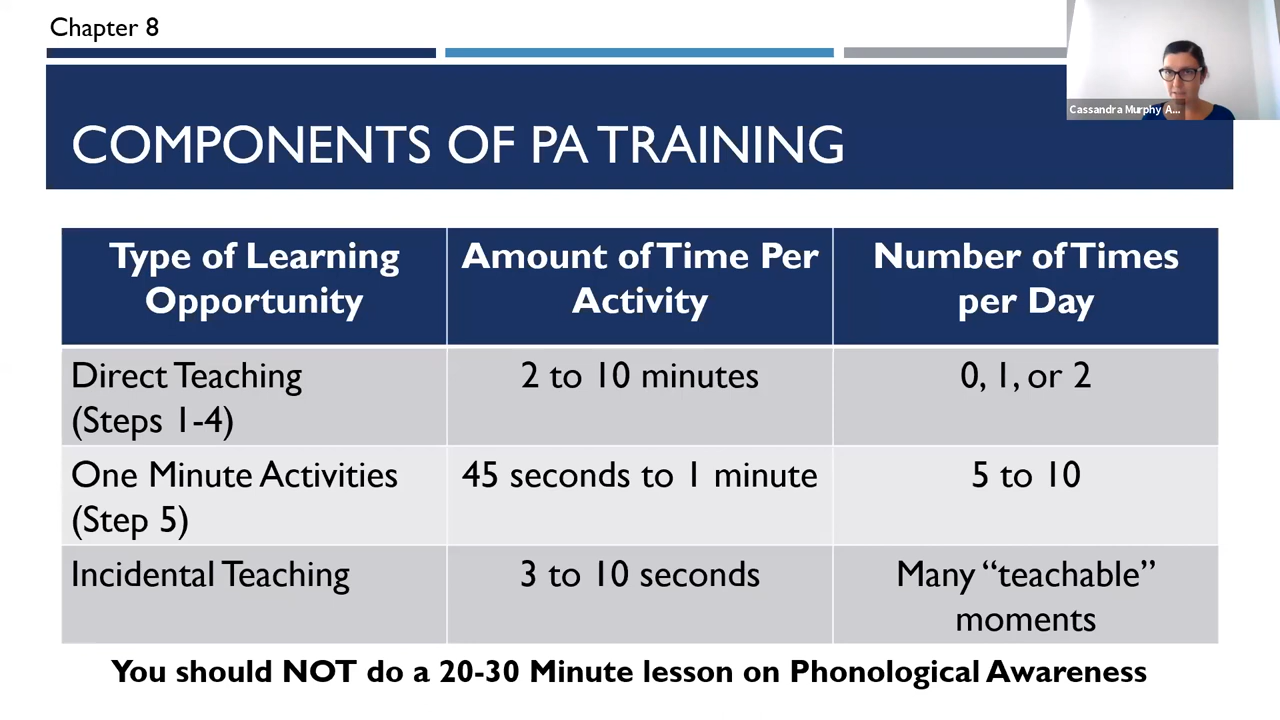 Chapter 8
Cassandra Murphy A...
COMPONENTS OF PA TRAINING
Type of Learning
Opportunity
Amount of Time Per
Activity
Number of Times
per Day
Direct Teaching
(Steps 1-4)
2 to 10 minutes
0, 1, or 2
One Minute Activities
(Step 5)
45 seconds to 1 minute
5 to 10
Incidental Teaching
3 to 10 seconds
Many “teachable”
moments
You should NOT do a 20-30 Minute lesson on Phonological Awareness